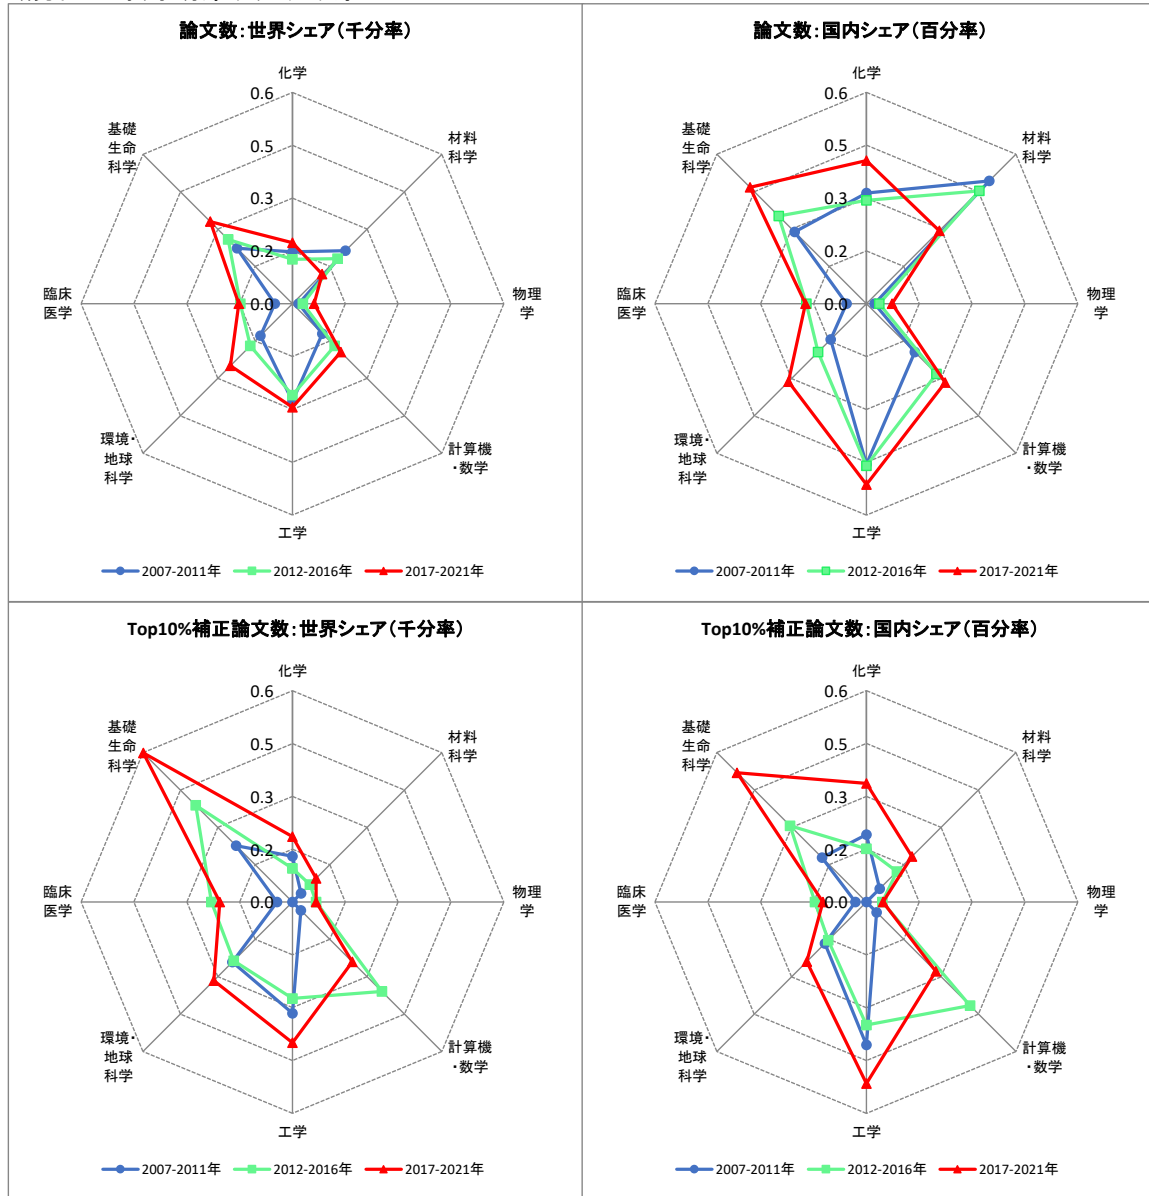 論文数：世界シェア（千分率）
化学
0.6
0.5
0.3
0.2
0.0
材料
科学
物理
学
計算機
・数学
工学
環境・
地球
科学
臨床
医学
基礎
生命
科学
2007-2011年
2012-2016年
2017-2021年
論文数：国内シェア（百分率）
化学
0.6
0.5
0.3
0.2
0.0
材料
科学
物理
学
計算機
・数学
工学
環境・
地球
科学
臨床
医学
基礎
生命
科学
2007-2011年
2012-2016年
2017-2021年
Top10%補正論文数：世界シェア（千分率）
化学
0.6
0.5
0.3
0.2
0.0
材料
科学
物理
学
計算機
・数学
工学
環境・
地球
科学
臨床
医学
基礎
生命
科学
2007-2011年
2012-2016年
2017-2021年
Top10%補正論文数：国内シェア（百分率）
化学
0.6
0.5
0.3
0.2
0.0
材料
科学
物理
学
計算機
・数学
工学
環境・
地球
科学
臨床
医学
基礎
生命
科学
2007-2011年
2012-2016年
2017-2021年